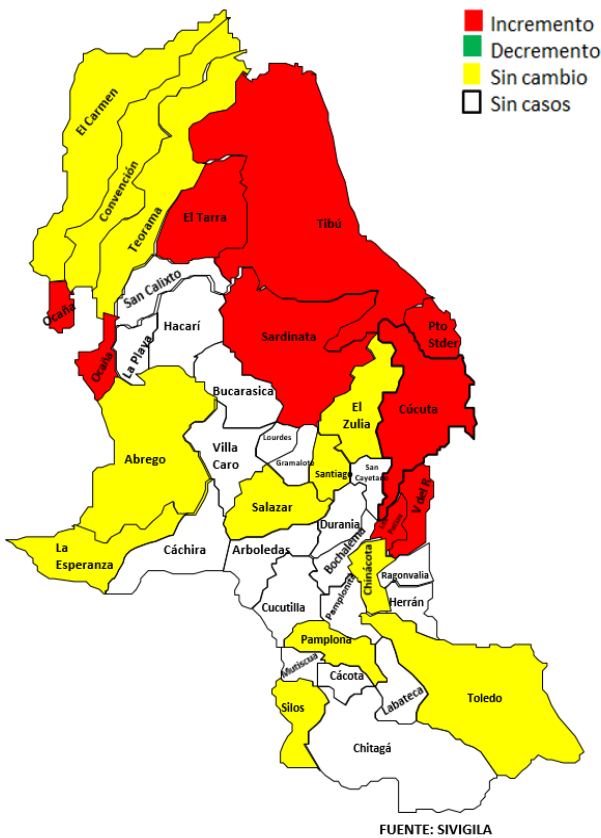 Incremento
Decremento
Sin cambio
Sin casos
El Carmen
Convención
Teorama
El Tarra
Tibú
San Calixto
Ocaña
Hacarí
La Playa
Ocaña
Sardinata
Pto
Stder
Bucarasica
El
Zulia
Cúcuta
Abrego
Villa
Caro
Lourdes
Gramalote
Santiago
San
Cayetano
V del R
Salazar
Durania
Los
Patios
La
Esperanza
Cáchira
Arboledas
Bochalema
Chinácota
Ragonvalia
Herrán
Cucutilla
Pamplonita
Pamplona
Mutiscua
Cácota
Labateca
Toledo
Silos
Chitagá
FUENTE: SIVIGILA